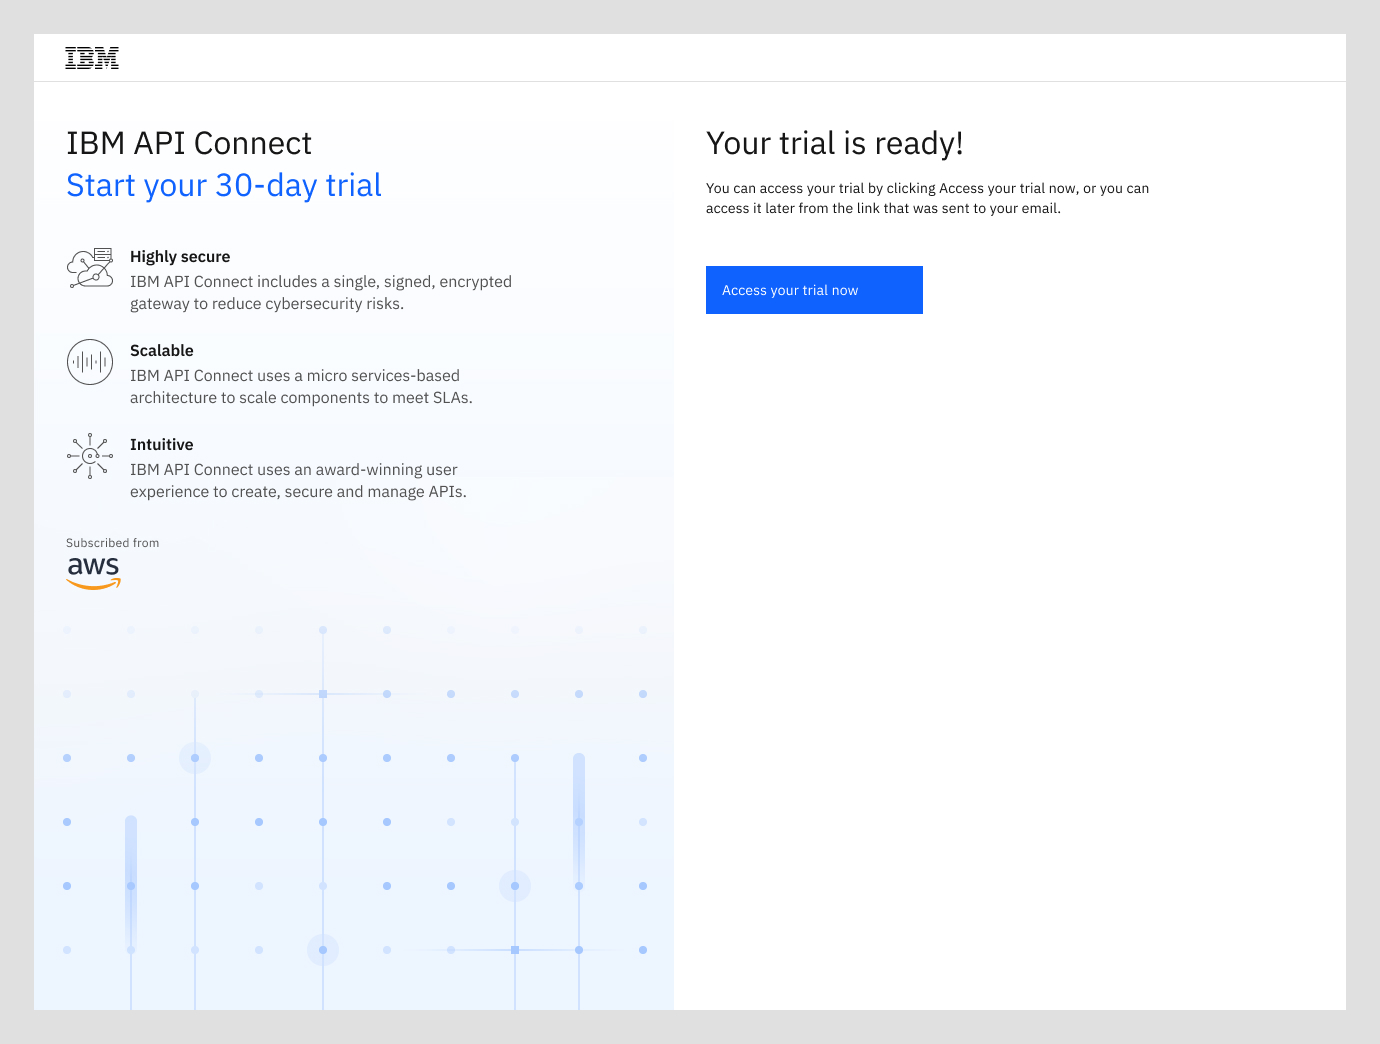 IBM
IBM API Connect
Start your 30-day trial
Highly secure
IBM API Connect includes a single, signed, encrypted
gateway to reduce cybersecurity risks.
Scalable
IBM API Connect uses a micro services-based
architecture to scale components to meet SLAs.
Intuitive
IBM API Connect uses an award-winning user
experience to create, secure and manage APIs.
Subscribed from
aws
Your trial is ready!
You can access your trial by clicking Access your trial now, or you can
access it later from the link that was sent to your email.
Access your trial now